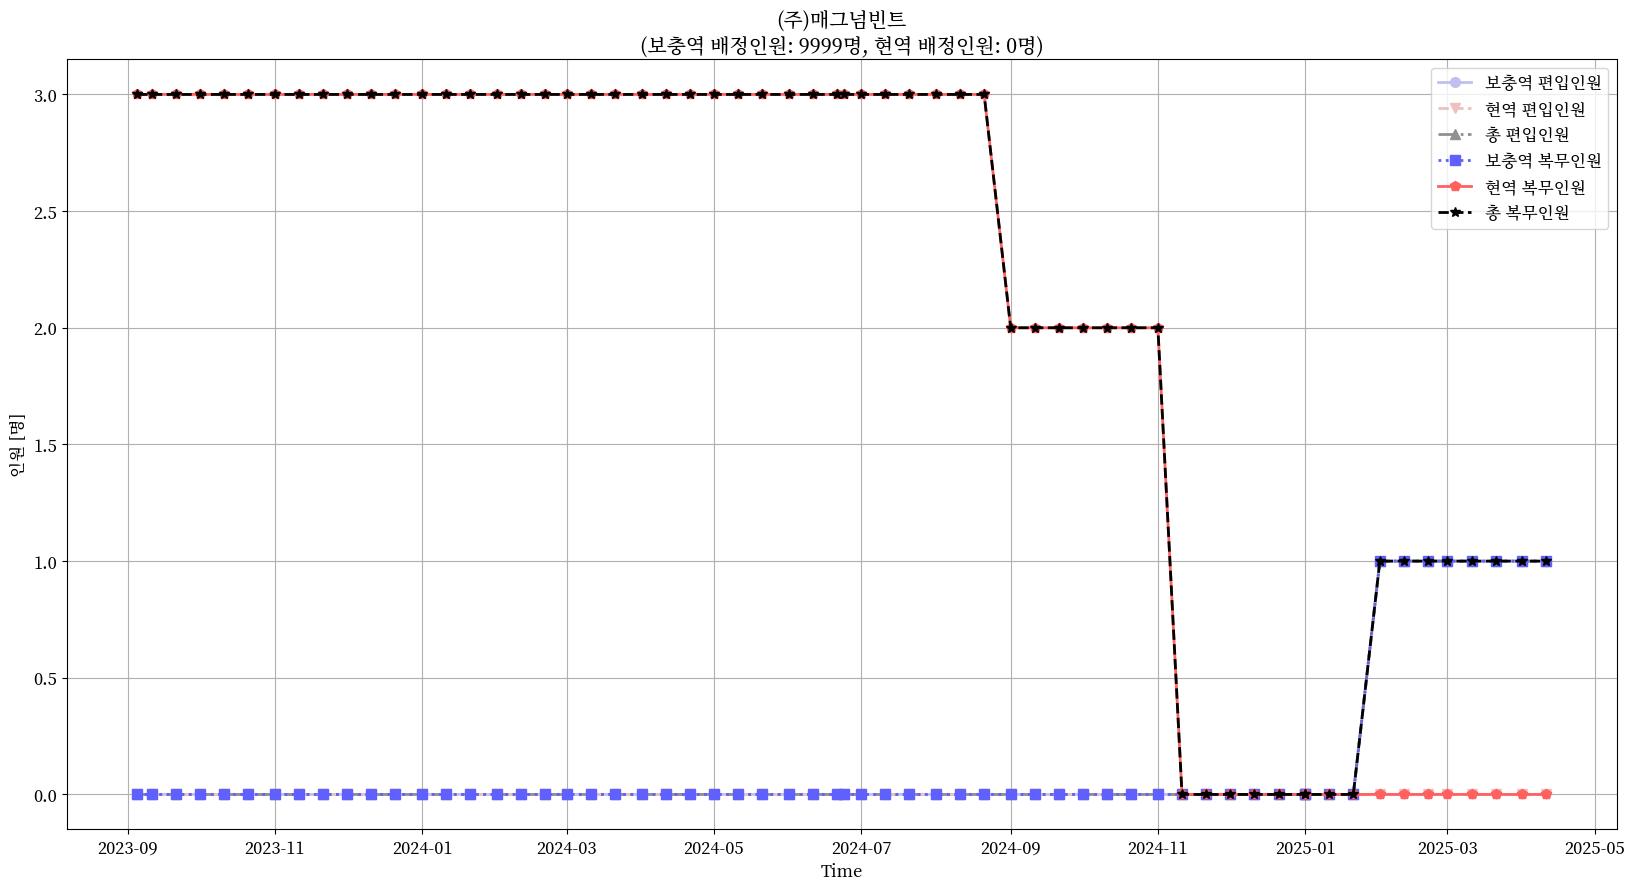 (주)매그넘빈트
(보충역 배정인원: 9999명, 현역 배정인원: 0명)
보충역 편입인원
현역 편입인원
총 편입인원
보충역 복무인원
현역 복무인원
총 복무인원
3.0
2.5
2.0
1.5
1.0
0.5
0.0
인원 [명]
2023-09 2023-11 2024-01 2024-03 2024-05 2024-07 2024-09 2024-11 2025-01 2025-03 2025-05
Time